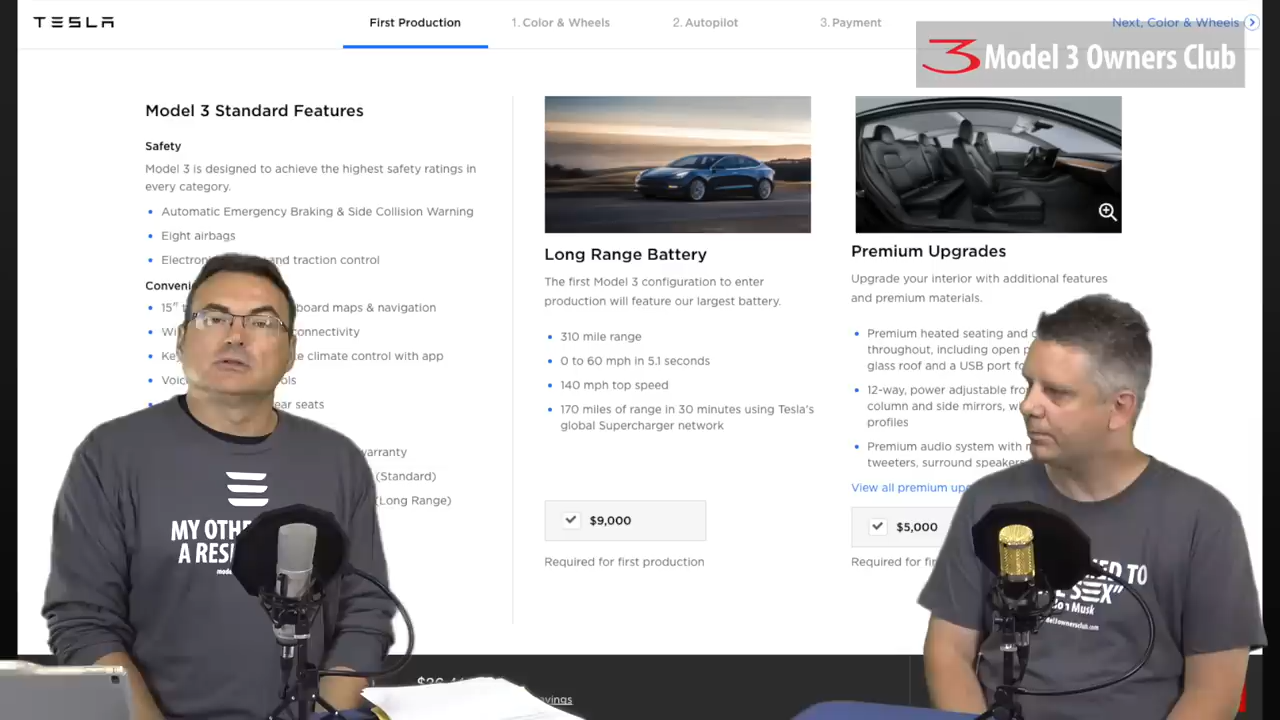 TESLA
First Production
1. Color & Wheels
2. Autopilot
3. Payment
Next, Color & Wheels
3 Model 3 Owners Club
Model 3 Standard Features
Safety
Model 3 is designed to achieve the highest safety ratings in
every category.
Automatic Emergency Braking & Side Collision Warning
Eight airbags
and traction control
15"
board maps & navigation
connectivity
climate control with app
ear seats
arranty
(Standard)
(Long Range)
Long Range Battery
The first Model 3 configuration to enter
production will feature our largest battery.
310 mile range
0 to 60 mph in 5.1 seconds
140 mph top speed
170 miles of range in 30 minutes using Tesla's
global Supercharger network
$9,000
Required for first production
Premium Upgrades
Upgrade your interior with additional features
and premium materials.
Premium heated seating and
throughout, including open
glass roof and a USB port
12-way, power adjustable
column and side mirrors,
profiles
Premium audio system with
tweeters, surround speakers
View all premium
$5,000
Required for
MY
A
TO
Musk
del3ownersclub.com